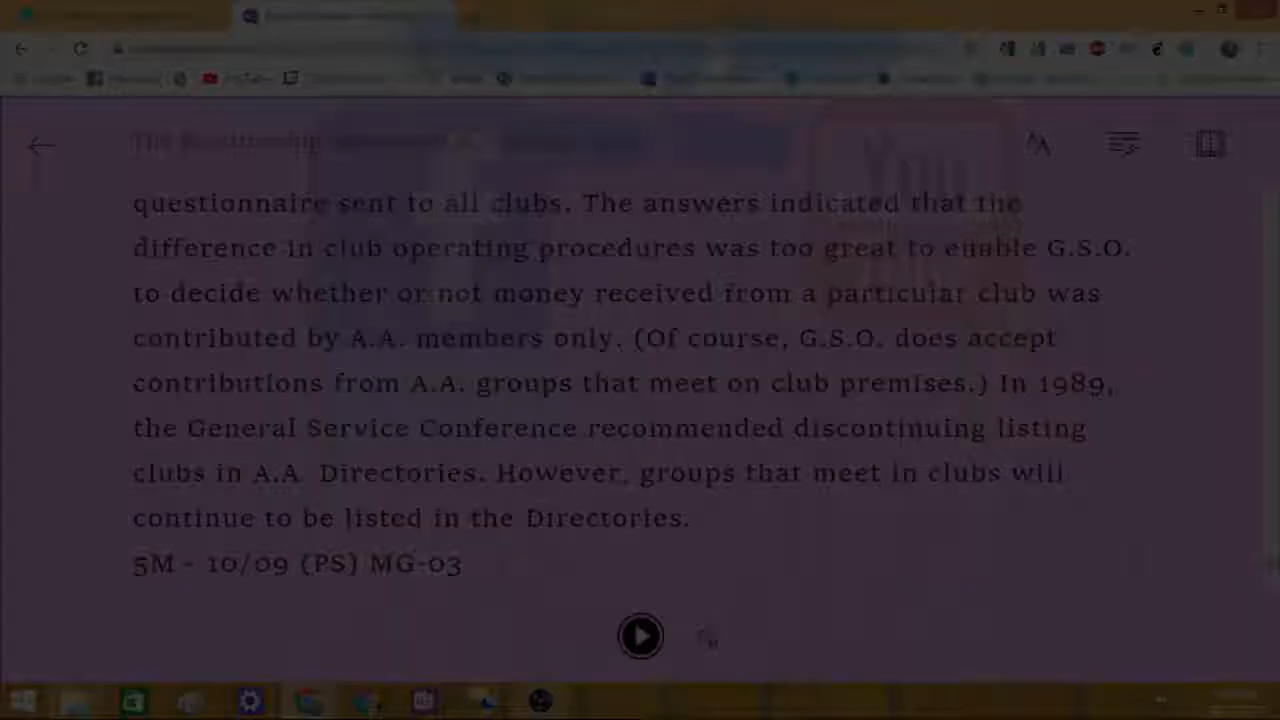 YouTube
questionnaire sent to all clubs. The answers indicated that the
difference in club operating procedures was too great to enable G.S.O.
to decide whether or not money received from a particular club was
contributed by A.A. members only. (Of course, G.S.O. does accept
contributions from A.A. groups that meet on club premises.) In 1989,
the General Service Conference recommended discontinuing listing
clubs in A.A. Directories. However, groups that meet in clubs will
continue to be listed in the Directories.
5M - 10/09 (PS) MG-03